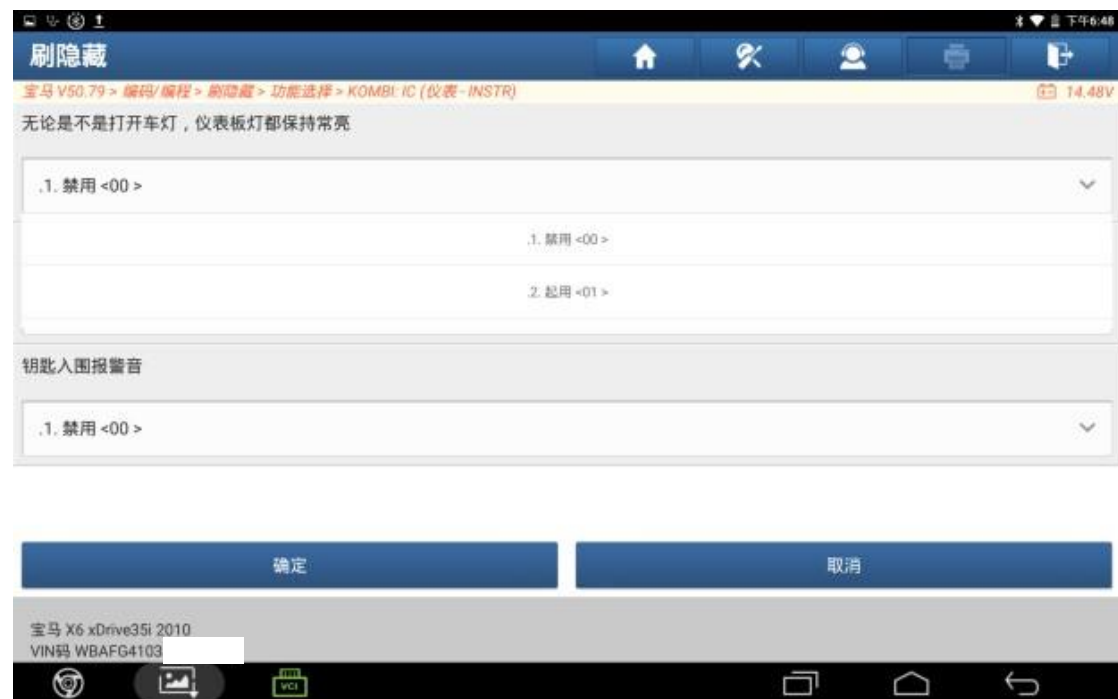 下午6:48
刷隐藏
宝马 V50.79 > 编码/编程 > 刷隐藏 > 功能选择 > KOMBI: IC (仪表 - INSTR)
14.48V
无论是不是打开车灯，仪表板灯都保持常亮
.1. 禁用 <00 >
.1. 禁用 <00 >
.2. 起用 <01 >
钥匙入围报警音
.1. 禁用 <00 >
确定 取消
宝马 X6 xDrive35i 2010
VIN码 WBAFG4103
VCI